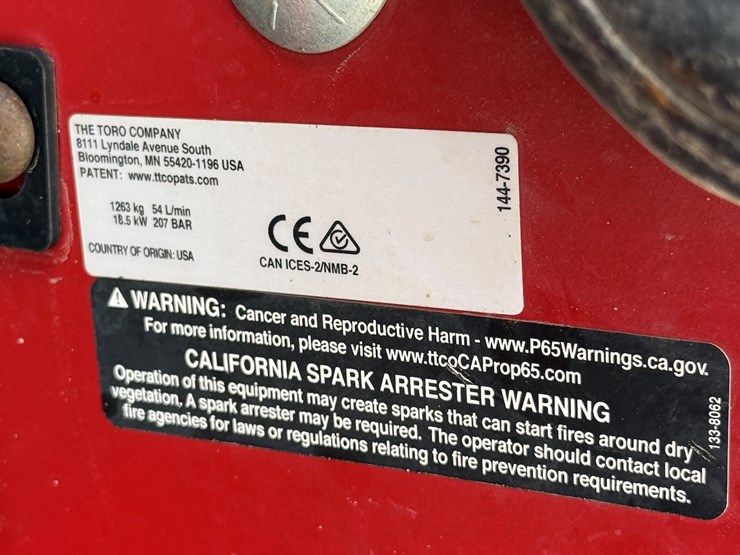 THE TORO COMPANY
8111 Lyndale Avenue South
Bloomington, MN 55420-1196 USA
PATENT: www.ttcopats.com
1263 kg 54 L/min
18.5 kW 207 BAR
COUNTRY OF ORIGIN: USA
CE
CAN ICES-2/NMB-2
144-7390
WARNING: Cancer and Reproductive Harm - www.P65Warnings.ca.gov.
For more information, please visit www.ttcoCAProp65.com
CALIFORNIA SPARK ARRESTER WARNING
Operation of this equipment may create sparks that can start fires around dry
vegetation. A spark arrester may be required. The operator should contact local
fire agencies for laws or regulations relating to fire prevention requirements.
133-8062